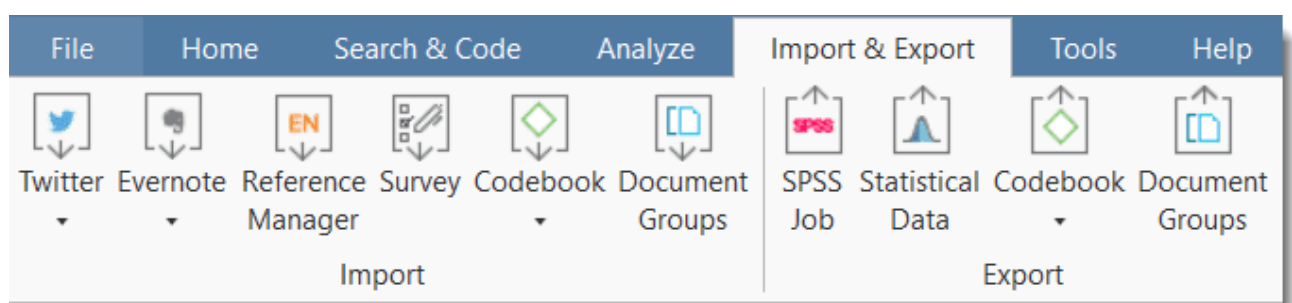 File Home Search & Code Analyze Import & Export Tools Help
EN SPSS
Twitter Evernote Reference Survey Codebook Document SPSS Statistical Codebook Document
Manager Groups Job Data Groups
Import Export